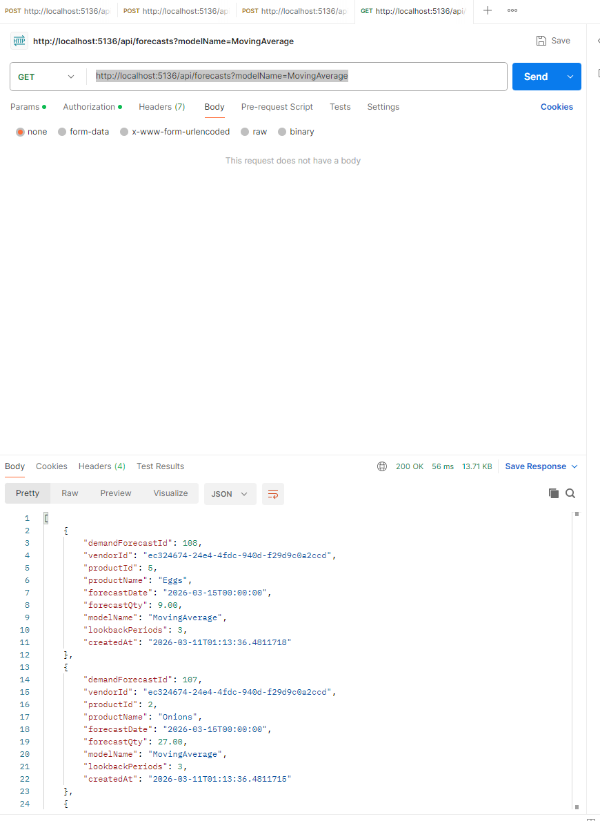 POST http://localhost:5136/ap POST http://localhost:5136/ap POST http://localhost:5136/ap GET http://localhost:5136/api/
http://localhost:5136/api/forecasts?modelName=MovingAverage Save
GET http://localhost:5136/api/forecasts?modelName=MovingAverage Send
Params Authorization Headers (7) Body Pre-request Script Tests Settings Cookies
none form-data x-www-form-urlencoded raw binary
This request does not have a body
Body Cookies Headers (4) Test Results 200 OK 56 ms 13.71 KB Save Response
Pretty Raw Preview Visualize JSON
1 [
2 {
3 "demandForecastId": 108,
4 "vendorId": "ec324674-24e4-4fdc-940d-f29d9c0a2ccd",
5 "productId": 5,
6 "productName": "Eggs",
7 "forecastDate": "2026-03-15T00:00:00",
8 "forecastQty": 9.00,
9 "modelName": "MovingAverage",
10 "lookbackPeriods": 3,
11 "createdAt": "2026-03-11T01:13:36.4811718"
12 },
13 {
14 "demandForecastId": 107,
15 "vendorId": "ec324674-24e4-4fdc-940d-f29d9c0a2ccd",
16 "productId": 2,
17 "productName": "Onions",
18 "forecastDate": "2026-03-15T00:00:00",
19 "forecastQty": 27.00,
20 "modelName": "MovingAverage",
21 "lookbackPeriods": 3,
22 "createdAt": "2026-03-11T01:13:36.4811715"
23 },
24 {